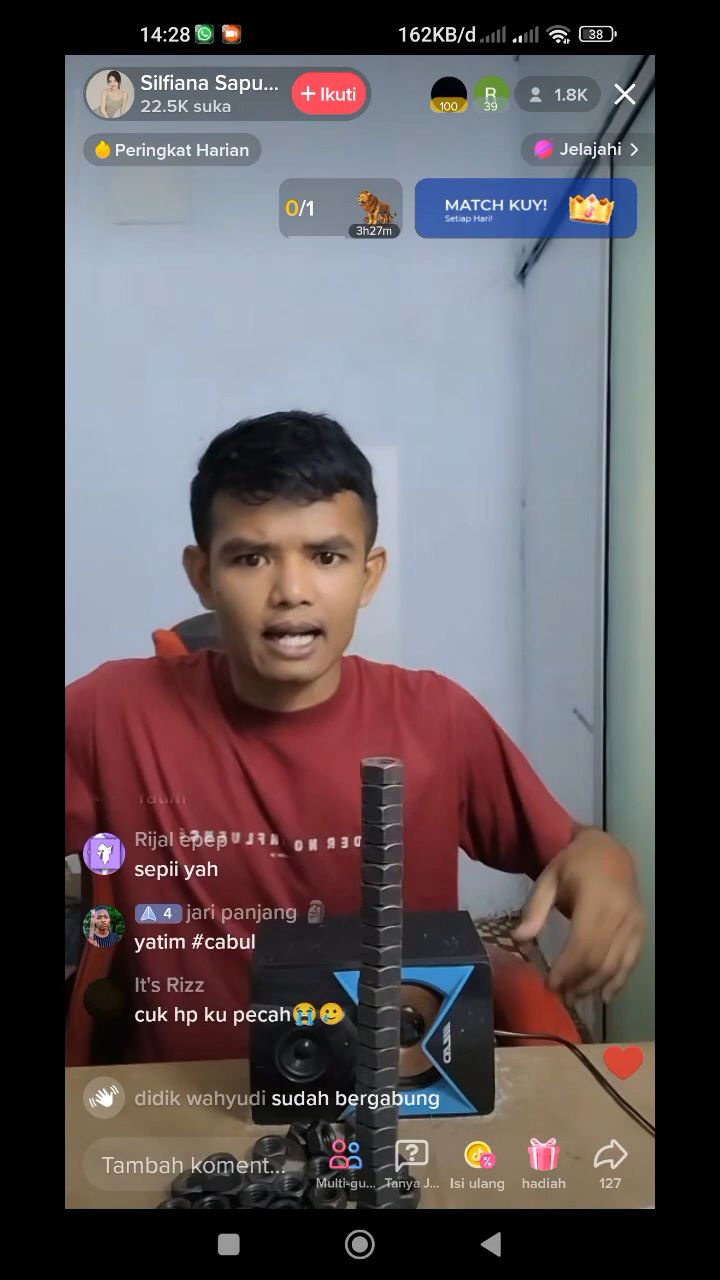 14:28
162KB/d
38
Silfiana Sapu...
22.5K suka
+ Ikuti
100
R
39
1.8K
Peringkat Harian
Jelajahi >
0/1
3h27m
MATCH KUY!
Setiap Hari!
Rijal epep
sepii yah
4 jari panjang
yatim #cabul
It's Rizz
cuk hp ku pecah😭🥲
didik wahyudi sudah bergabung
Tambah koment...
Multi-gu...
Tanya J...
Isi ulang
hadiah
127